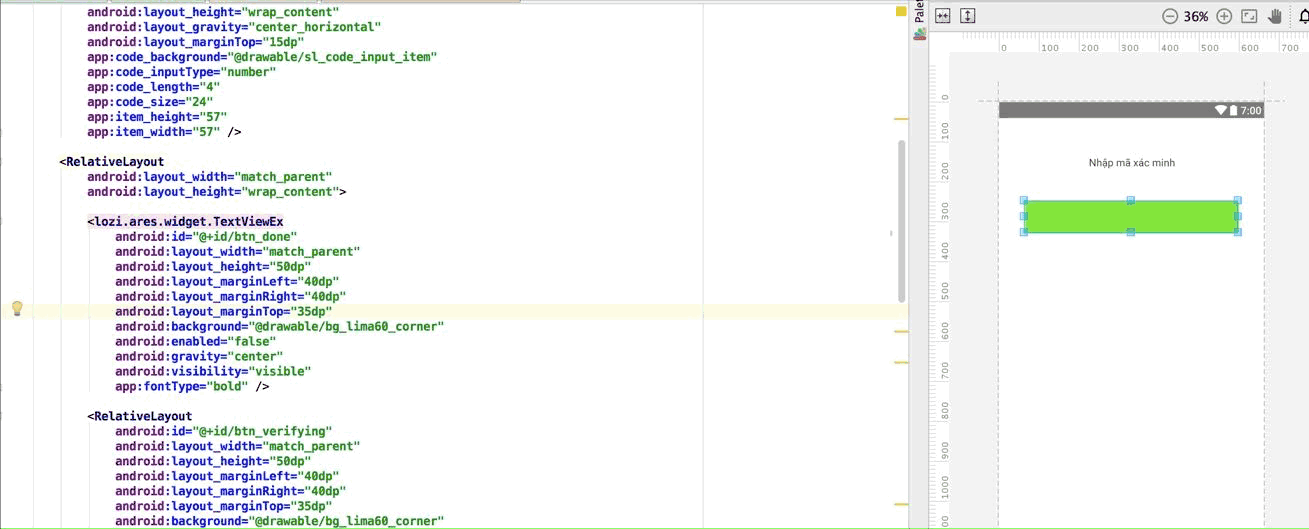 android:layout_height="wrap_content"
android:layout_gravity="center_horizontal"
android:layout_marginTop="15dp"
app:code_background="@drawable/sl_code_input_item"
app:code_inputType="number"
app:code_length="4"
app:code_size="24"
app:item_height="57"
app:item_width="57" />
<RelativeLayout
android:layout_width="match_parent"
android:layout_height="wrap_content">
<lozi.ares.widget.TextViewEx
android:id="@+id/btn_done"
android:layout_width="match_parent"
android:layout_height="50dp"
android:layout_marginLeft="40dp"
android:layout_marginRight="40dp"
android:layout_marginTop="35dp"
android:background="@drawable/bg_lima60_corner"
android:enabled="false"
android:gravity="center"
android:visibility="visible"
app:fontType="bold" />
<RelativeLayout
android:id="@+id/btn_verifying"
android:layout_width="match_parent"
android:layout_height="50dp"
android:layout_marginLeft="40dp"
android:layout_marginRight="40dp"
android:layout_marginTop="35dp"
android:background="@drawable/bg_lima60_corner"
Palet
36%
0 100 200 300 400 500 600 700
0
100
200
300
400
500
600
700
800
900
1000
00
7:00
Nhập mã xác minh